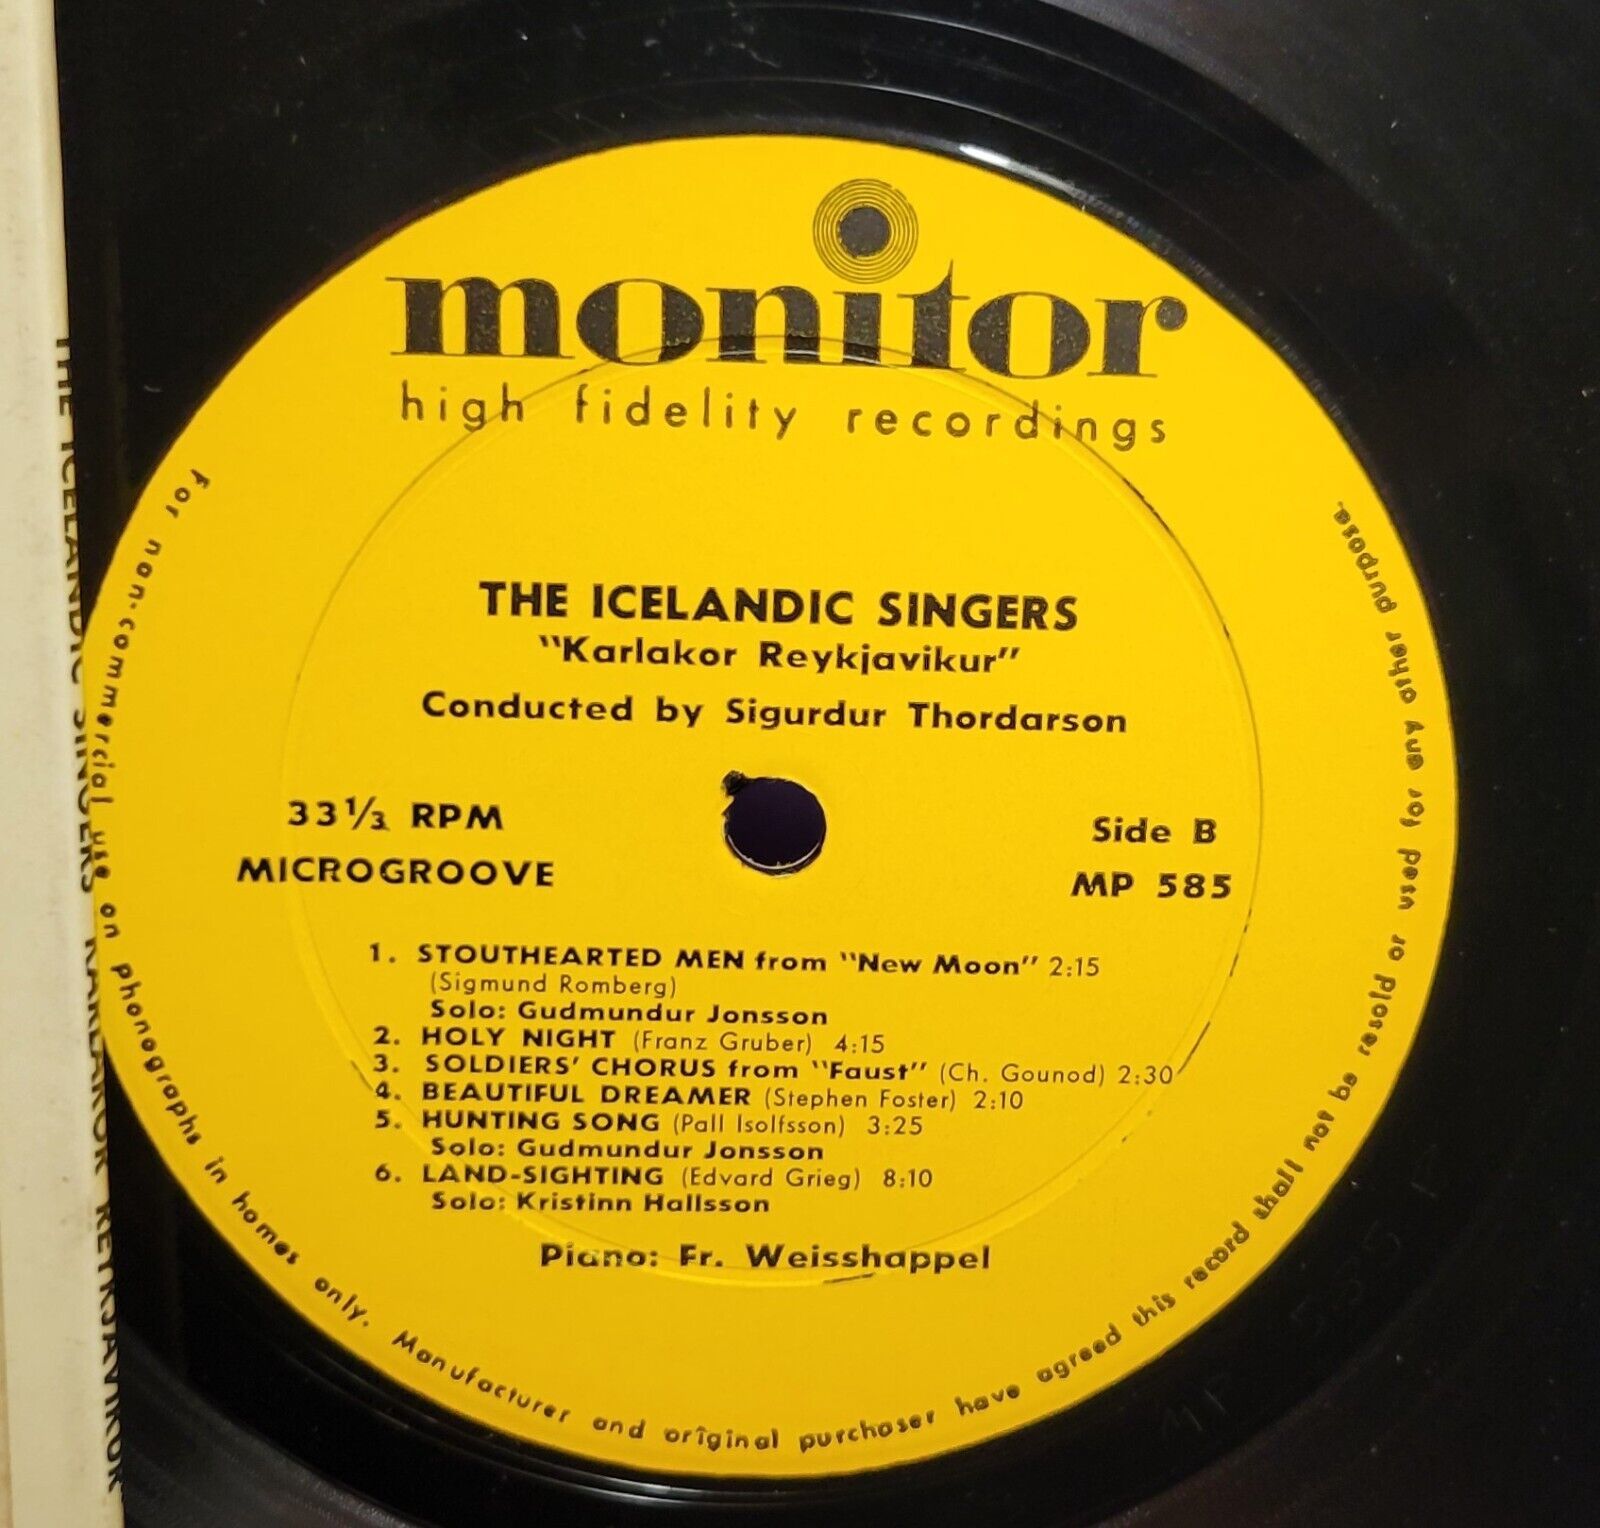 monitor
high fidelity recordings
THE ICELANDIC SINGERS
"Karlakor Reykjavikur"
Conducted by Sigurdur Thordarson
33 1/3 RPM
MICROGROOVE
Side B
MP 585
1. STOUTHEARTED MEN from "New Moon" 2:15
(Sigmund Romberg)
Solo: Gudmundur Jonsson
2. HOLY NIGHT (Franz Gruber) 4:15
3. SOLDIERS' CHORUS from "Faust" (Ch. Gounod) 2:30
4. BEAUTIFUL DREAMER (Stephen Foster) 2:10
5. HUNTING SONG (Pall Isolfsson) 3:25
Solo: Gudmundur Jonsson
6. LAND-SIGHTING (Edvard Grieg) 8:10
Solo: Kristinn Hallsson
Piano: Fr. Weisshappel
For non-commercial use on phonographs in homes only. Manufacturer and original purchaser have agreed this record shall not be resold or used for any other purpose.
THE ICELANDIC SINGERS KARLAKOR REYKJAVIKUR